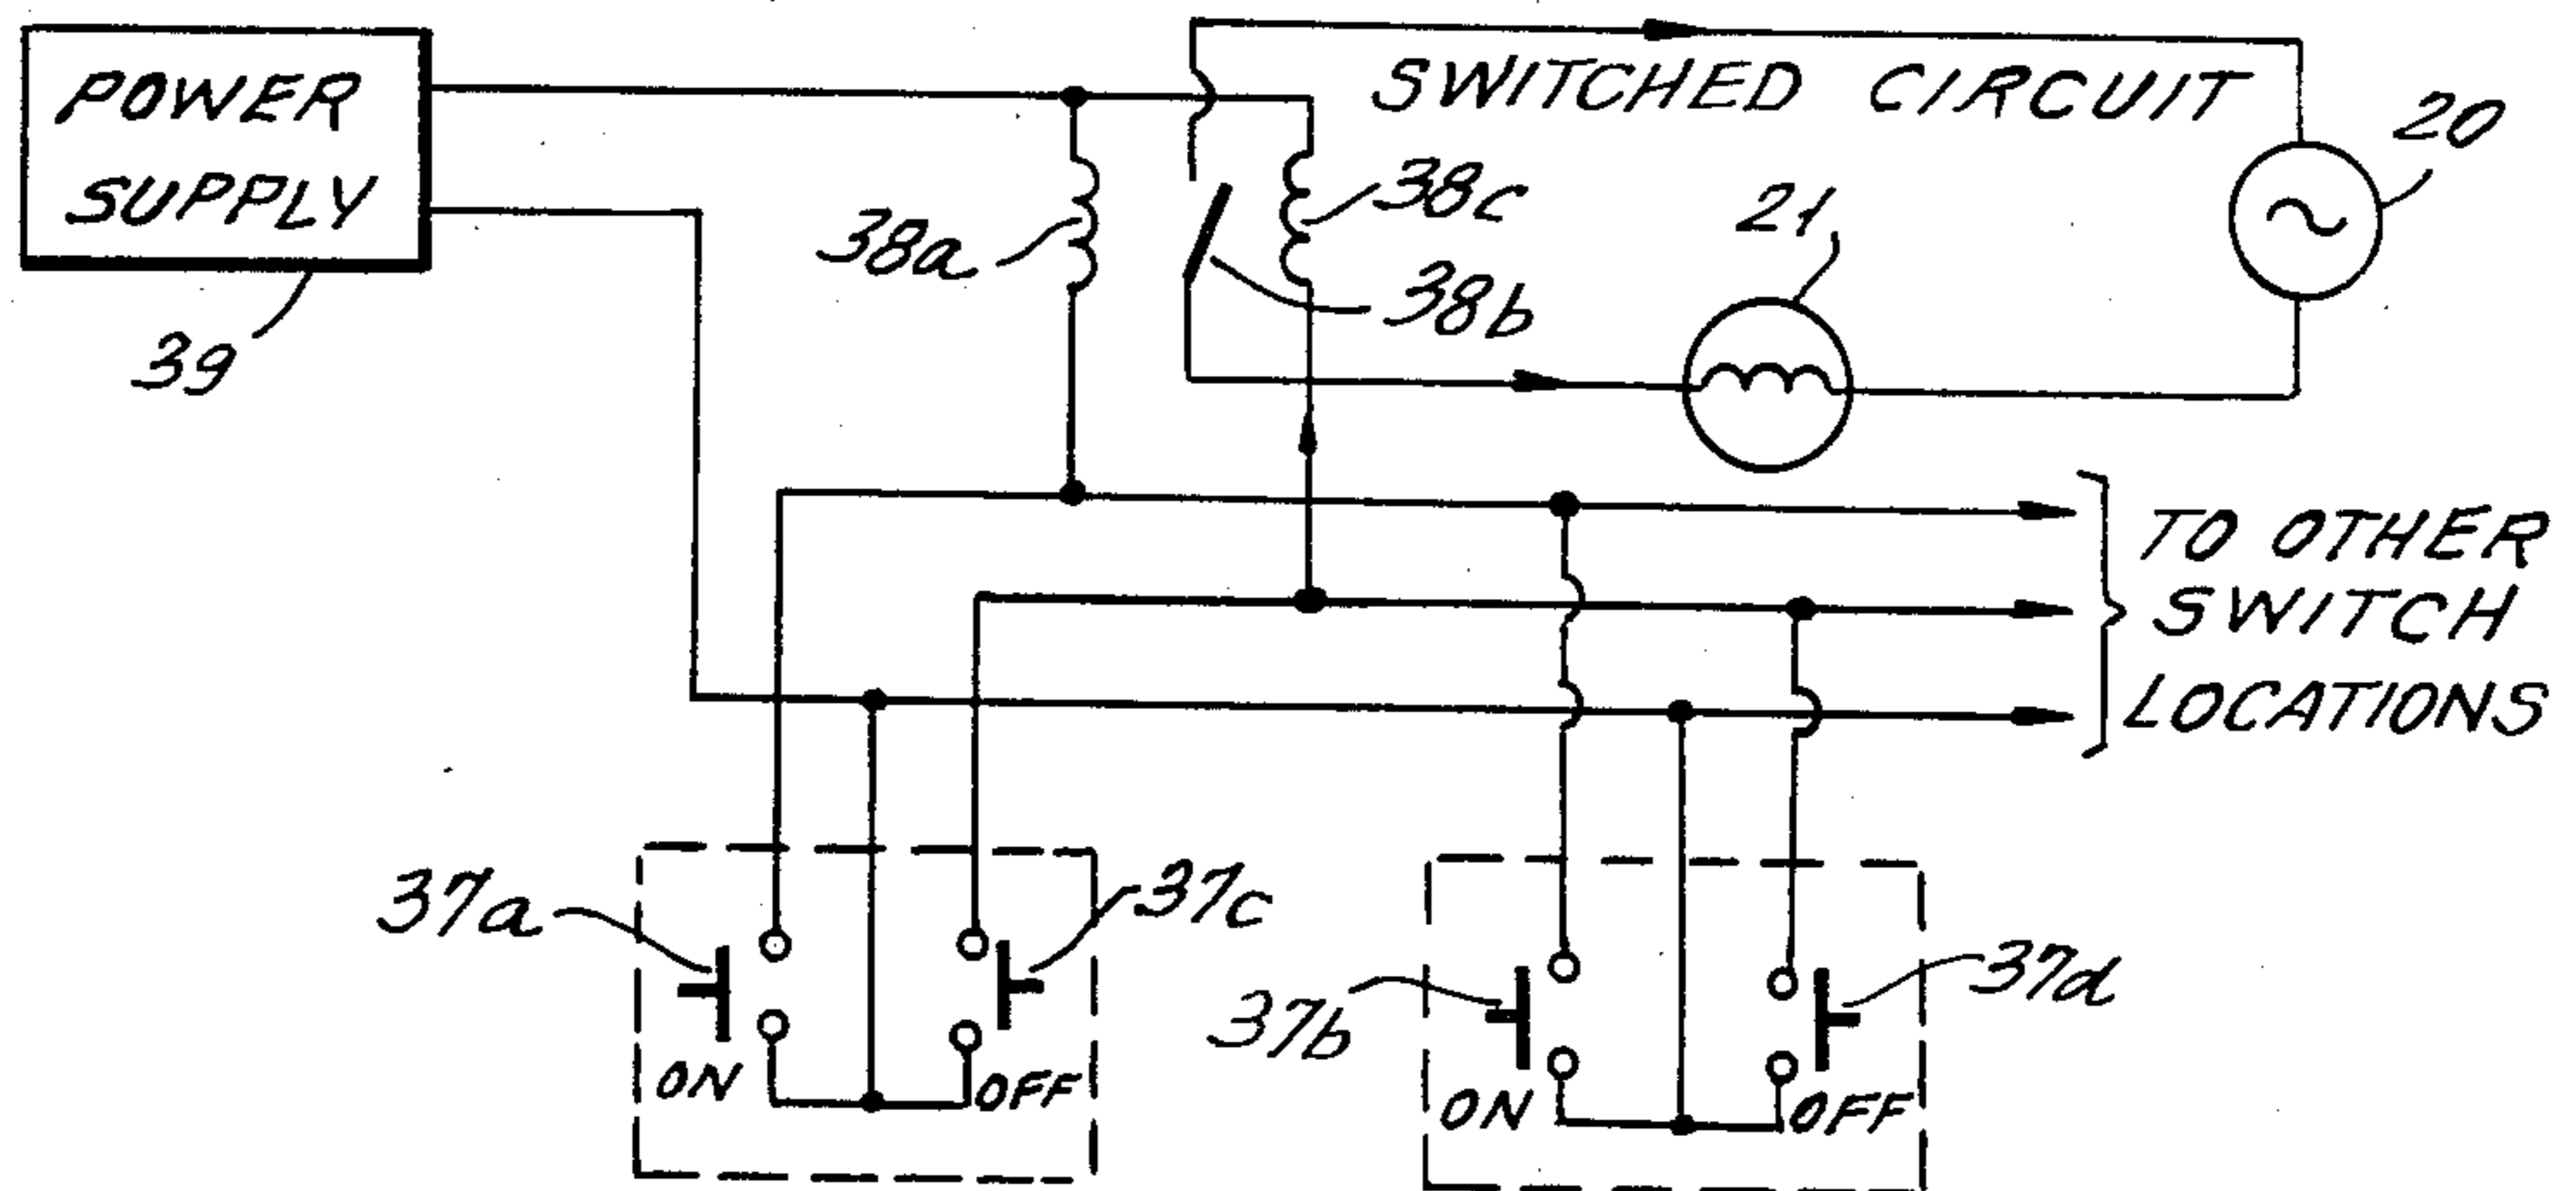 POWER
SUPPLY
39
SWITCHED CIRCUIT
20
38a
38c
38b
21
TO OTHER
SWITCH
LOCATIONS
37a
37c
ON
OFF
37b
37d
ON
OFF